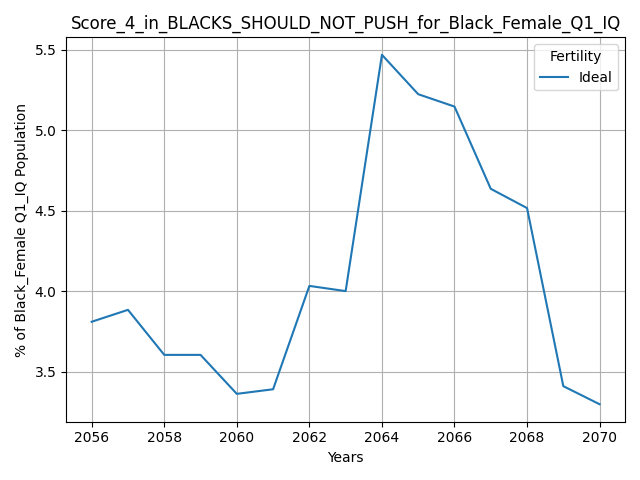 Score_4_in_BLACKS_SHOULD_NOT_PUSH_for_Black_Female_Q1_IQ
Fertility
Ideal
% of Black_Female Q1_IQ Population
5.5
5.0
4.5
4.0
3.5
2056 2058 2060 2062 2064 2066 2068 2070
Years